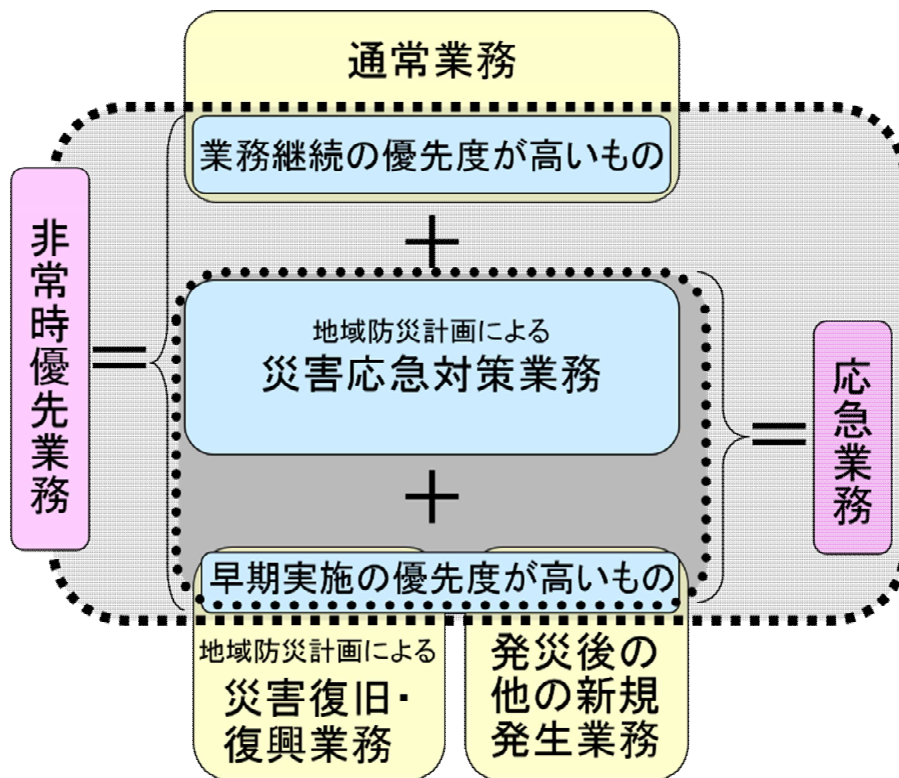 通常業務
業務継続の優先度が高いもの
＋
非常時優先業務
＝
地域防災計画による
災害応急対策業務
＝
応急業務
＋
早期実施の優先度が高いもの
地域防災計画による
災害復旧・
復興業務
発災後の
他の新規
発生業務